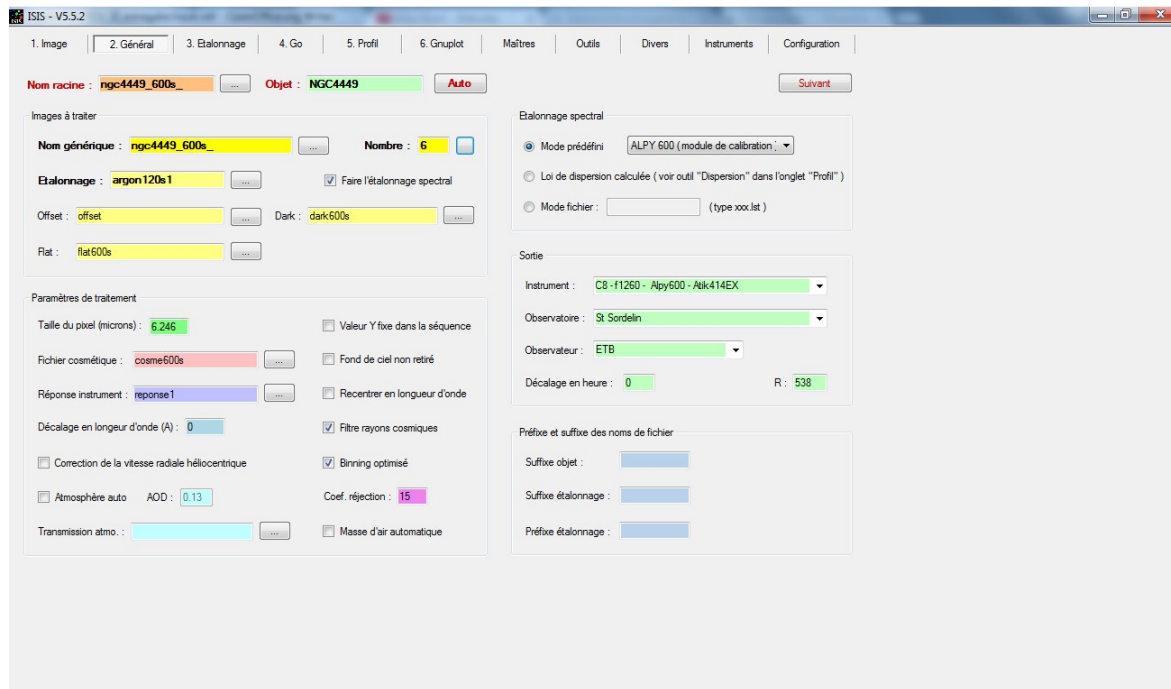 ISIS - V5.5.2
1. Image 2. Général 3. Etalonnage 4. Go 5. Profil 6. Gnuplot Maîtres Outils Divers Instruments Configuration
Nom racine : ngc4449_600s_ ... Objet : NGC4449 Auto Suivant
Images à traiter
Nom générique : ngc4449_600s_ ... Nombre : 6
Etalonnage : argon120s1 ... Faire l'étalonnage spectral
Offset : offset ... Dark : dark600s ...
Flat : flat600s ...
Paramètres de traitement
Taille du pixel (microns) : 6.246 Valeur Y fixe dans la séquence
Fichier cosmétique : cosme600s ... Fond de ciel non retiré
Réponse instrument : reponse1 ... Recentrer en longueur d'onde
Décalage en longeur d'onde (A) : 0 Filtre rayons cosmiques
Correction de la vitesse radiale héliocentrique Binning optimisé
Atmosphère auto AOD : 0.13 Coef. réjection : 15
Transmission atmo. : ... Masse d'air automatique
Etalonnage spectral
Mode prédéfini ALPY 600 ( module de calibration )
Loi de dispersion calculée ( voir outil "Dispersion" dans l'onglet "Profil" )
Mode fichier : ( type xxx.lst )
Sortie
Instrument : C8 -f1260 - Alpy600 - Atik414EX
Observatoire : St Sordelin
Observateur : ETB
Décalage en heure : 0 R : 538
Préfixe et suffixe des noms de fichier
Suffixe objet :
Suffixe étalonnage :
Préfixe étalonnage :